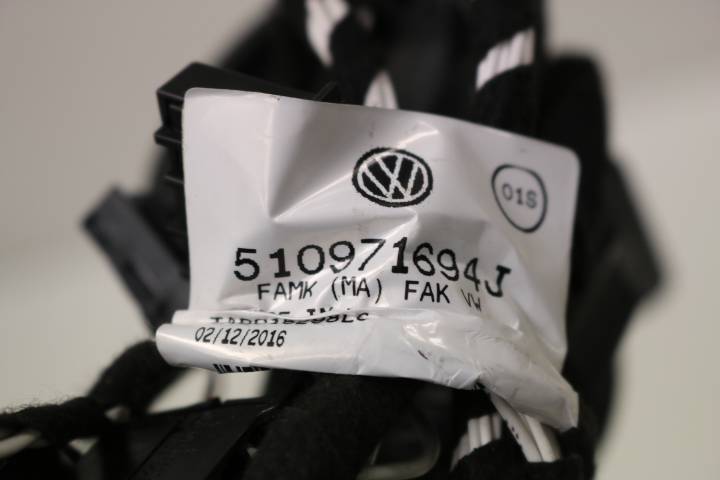 01S
510971694J
FAMK (MA) FAK VW
02/12/2016